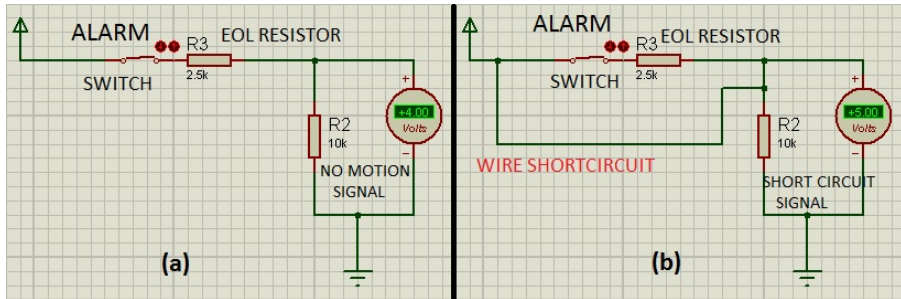 ALARM
EOL RESISTOR
R3
2.5k
SWITCH
+
+4.00
Volts
−
R2
10k
NO MOTION
SIGNAL
(a)
ALARM
EOL RESISTOR
R3
2.5k
SWITCH
+
+5.00
Volts
−
R2
10k
WIRE SHORTCIRCUIT
SHORT CIRCUIT
SIGNAL
(b)